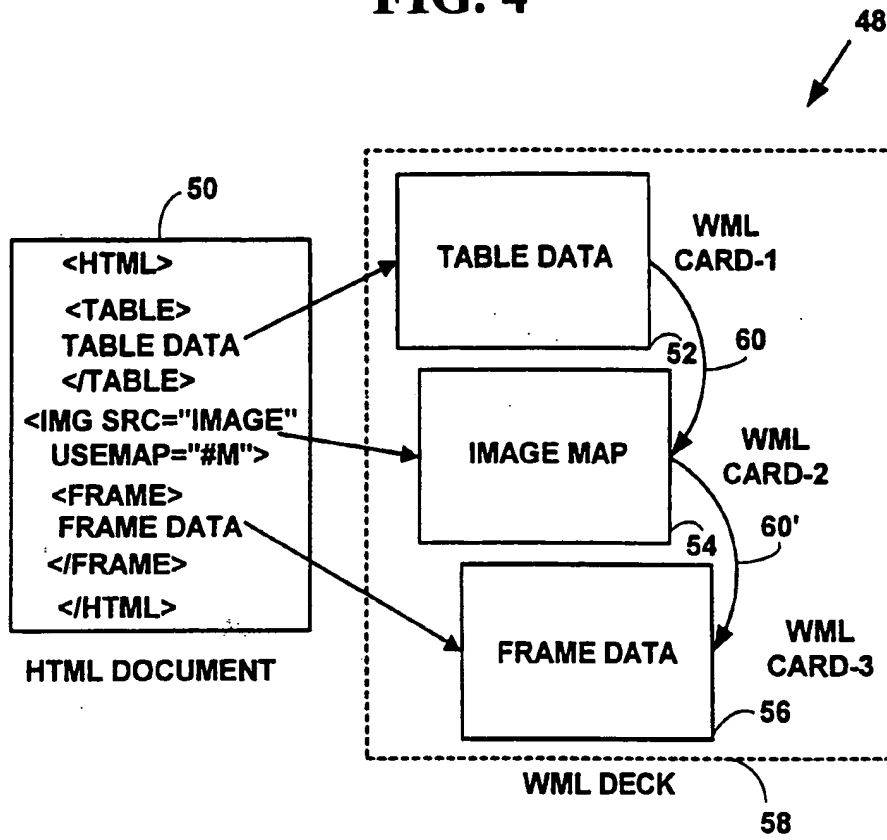 FIG. 4
48
50
<HTML>
<TABLE>
TABLE DATA
</TABLE>
<IMG SRC="IMAGE"
USEMAP="#M">
<FRAME>
FRAME DATA
</FRAME>
</HTML>
HTML DOCUMENT
TABLE DATA
WML
CARD-1
52
60
IMAGE MAP
WML
CARD-2
54
60'
FRAME DATA
WML
CARD-3
56
WML DECK
58